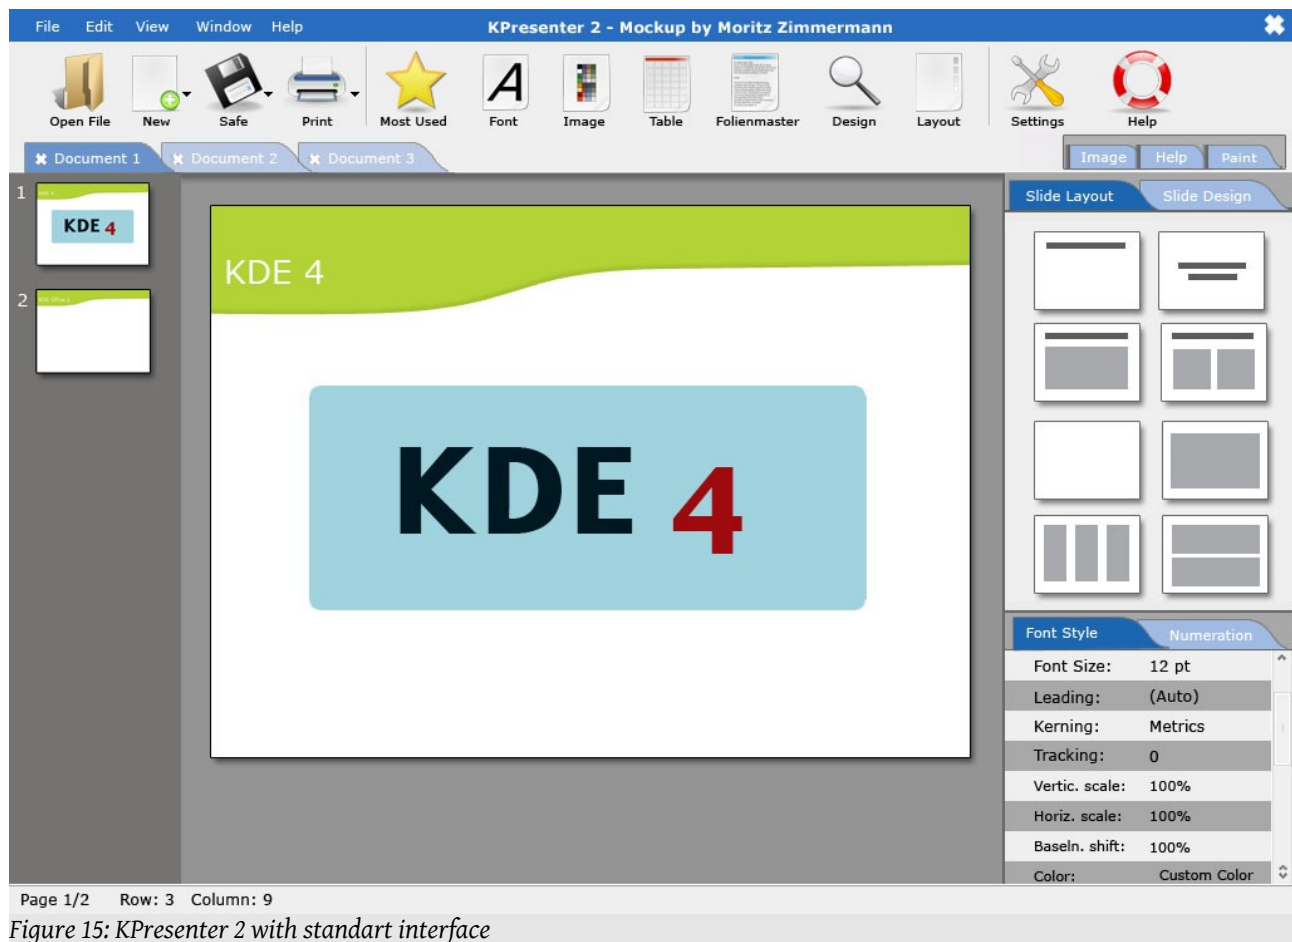 File Edit View Window Help KPresenter 2 - Mockup by Moritz Zimmermann
Open File New Safe Print Most Used Font Image Table Folienmaster Design Layout Settings Help
Document 1 Document 2 Document 3 Image Help Paint
1
KDE 4
2
KDE 4
KDE 4
Slide Layout Slide Design
Font Style Numeration
Font Size: 12 pt
Leading: (Auto)
Kerning: Metrics
Tracking: 0
Vertic. scale: 100%
Horiz. scale: 100%
Baseln. shift: 100%
Color: Custom Color
Page 1/2 Row: 3 Column: 9
Figure 15: KPresenter 2 with standart interface